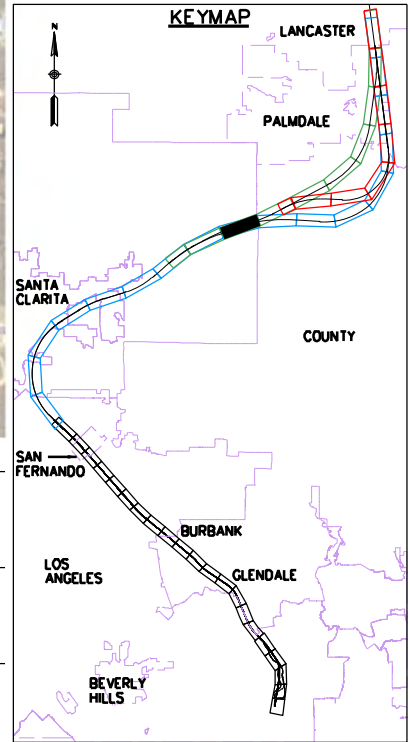 KEYMAP
LANCASTER
PALMDALE
SANTA
CLARITA
COUNTY
SAN
FERNANDO
BURBANK
LOS
ANGELES
GLENDALE
BEVERLY
HILLS